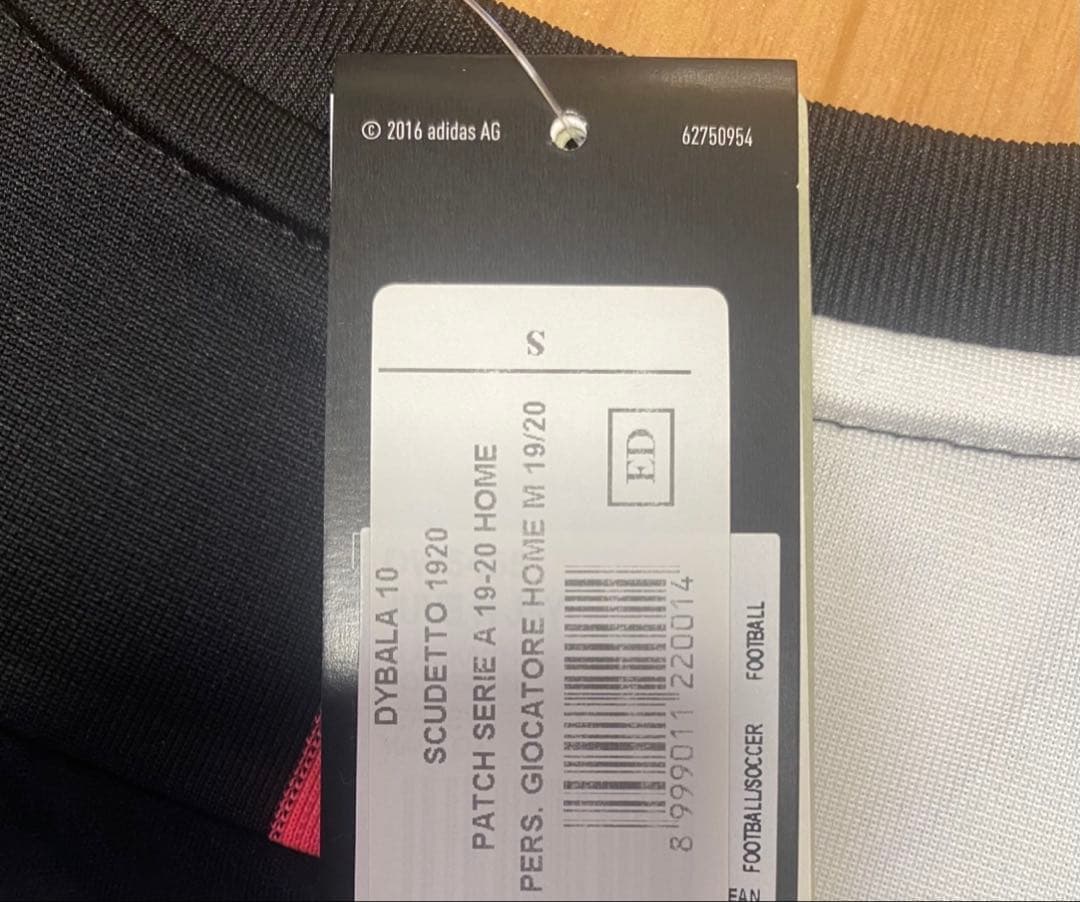 © 2016 adidas AG
62750954
S
DYBALA 10
SCUDETTO 1920
PATCH SERIE A 19-20 HOME
PERS. GIOCATORE HOME M 19/20
ED
8 999011 220014
FOOTBALL/SOCCER FOOTBALL
EAN